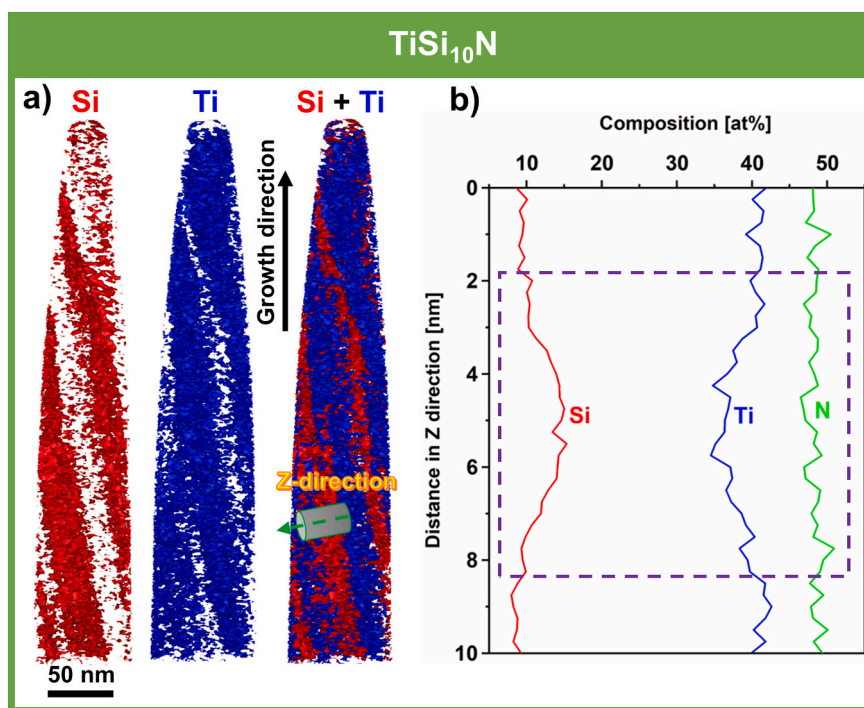 TiSi₁₀N
a)
Si
Ti
Si + Ti
Growth direction
Z-direction
50 nm
b)
Composition [at%]
10 20 30 40 50
Distance in Z direction [nm]
0
2
4
6
8
10
Si
Ti
N